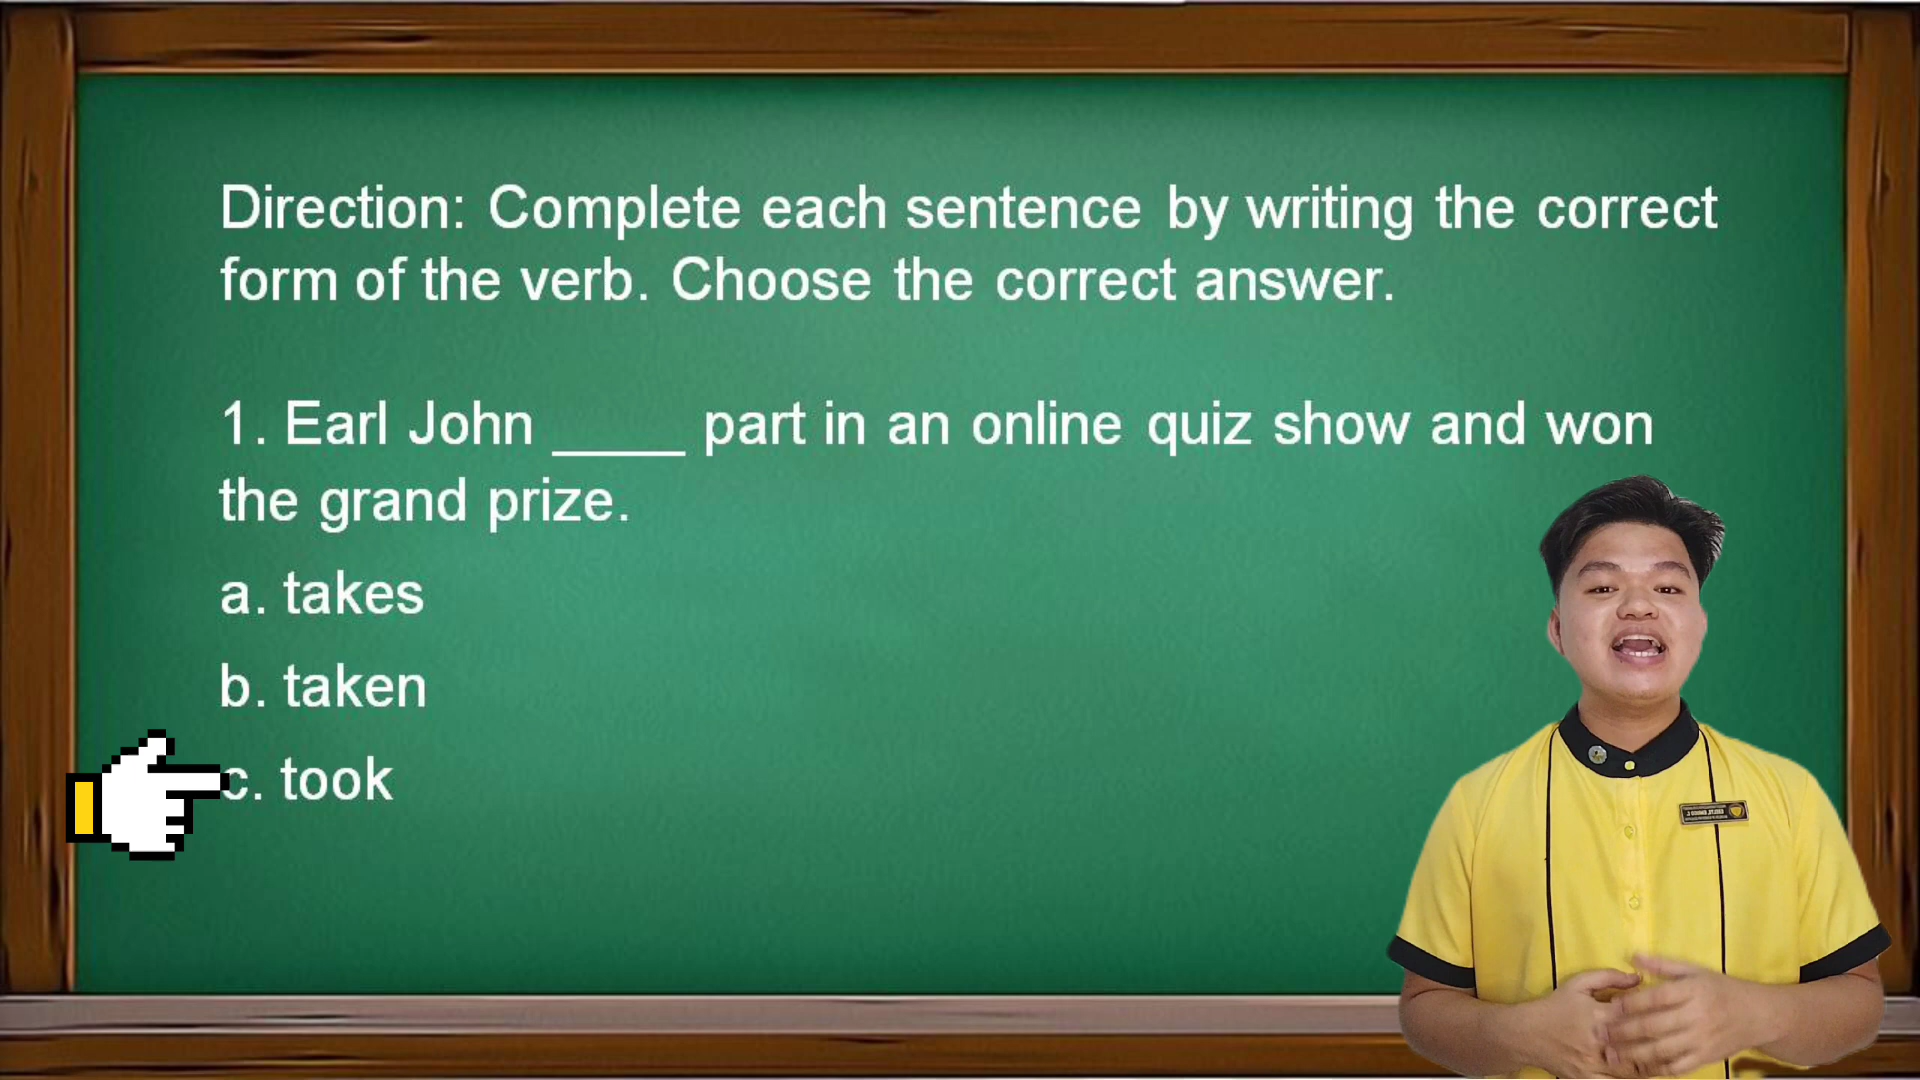 Direction: Complete each sentence by writing the correct
form of the verb. Choose the correct answer.
1. Earl John ____ part in an online quiz show and won
the grand prize.
a. takes
b. taken
c. took